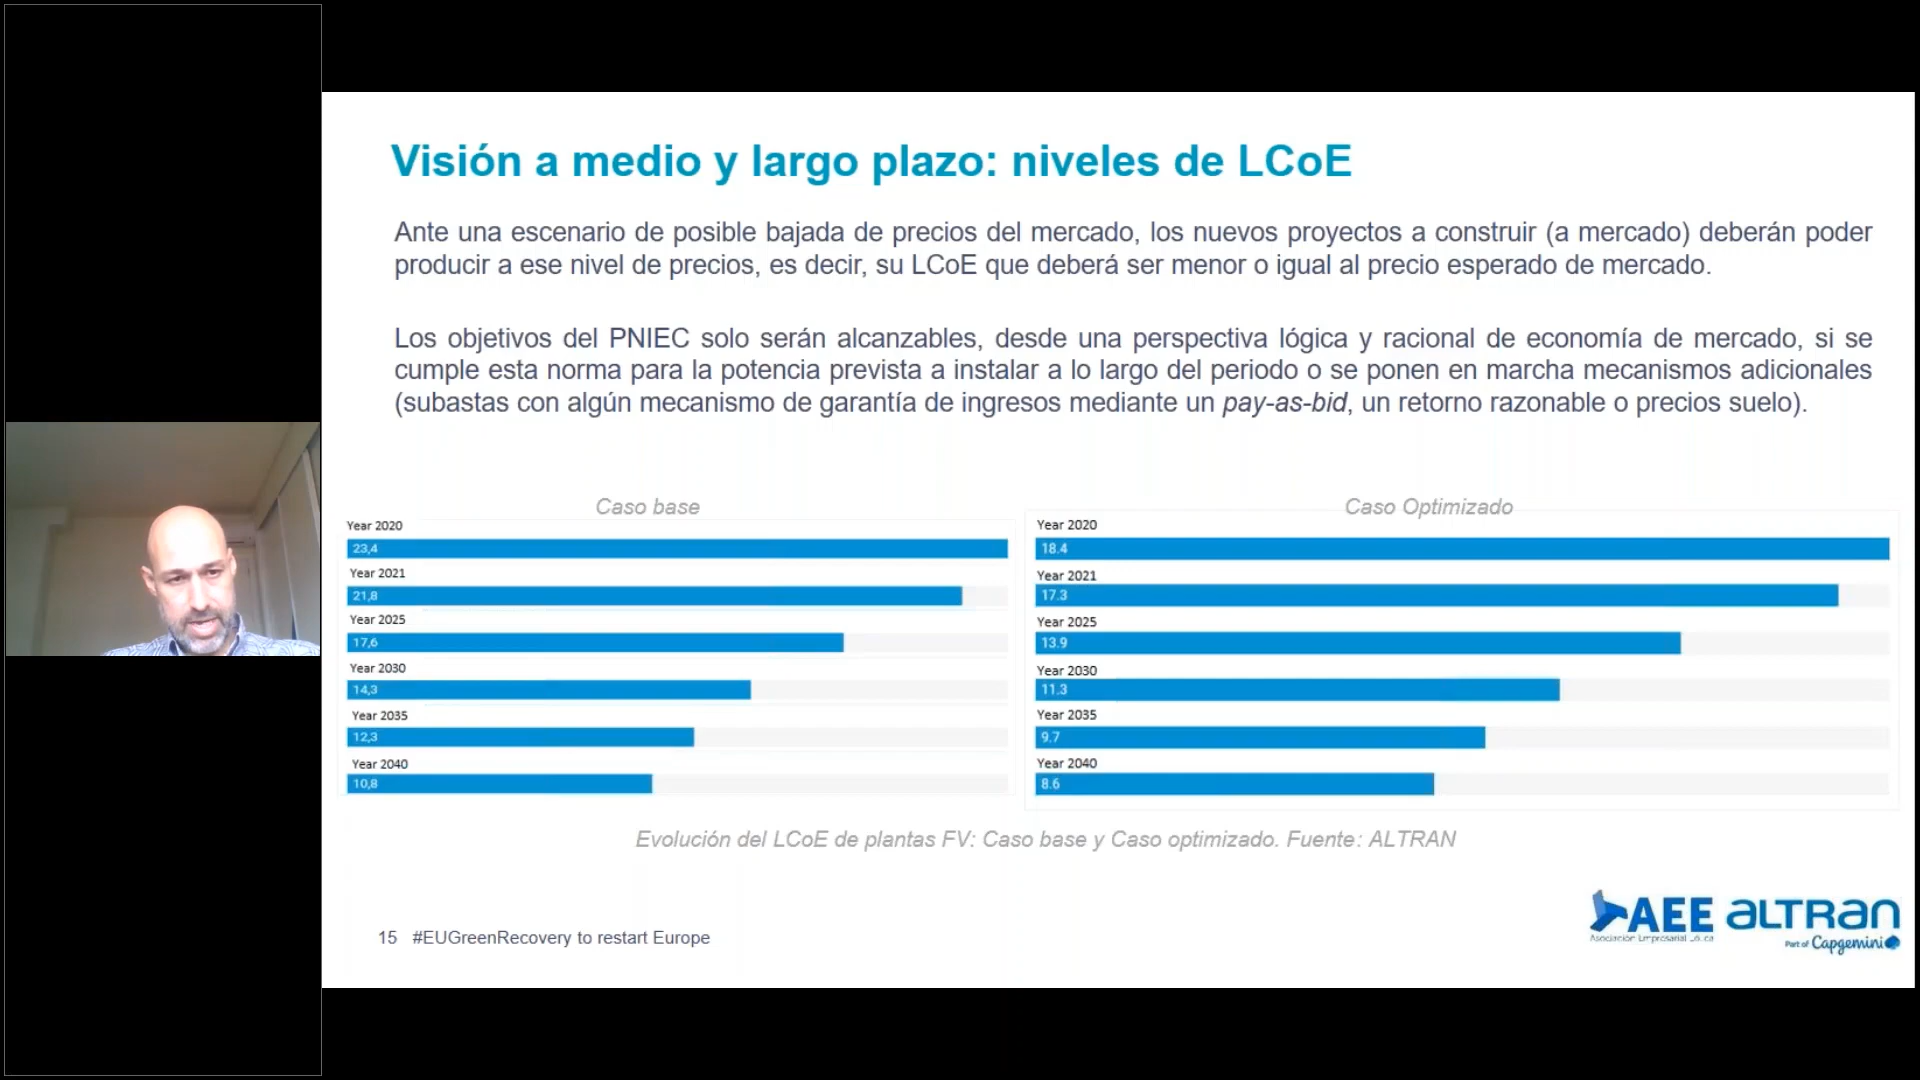 Visión a medio y largo plazo: niveles de LCoE
Ante una escenario de posible bajada de precios del mercado, los nuevos proyectos a construir (a mercado) deberán poder
producir a ese nivel de precios, es decir, su LCoE que deberá ser menor o igual al precio esperado de mercado.
Los objetivos del PNIEC solo serán alcanzables, desde una perspectiva lógica y racional de economía de mercado, si se
cumple esta norma para la potencia prevista a instalar a lo largo del periodo o se ponen en marcha mecanismos adicionales
(subastas con algún mecanismo de garantía de ingresos mediante un pay-as-bid, un retorno razonable o precios suelo).
Caso base
Year 2020
23,4
Year 2021
21,8
Year 2025
17,6
Year 2030
14,3
Year 2035
12,3
Year 2040
10,8
Caso Optimizado
Year 2020
18.4
Year 2021
17.3
Year 2025
13.9
Year 2030
11.3
Year 2035
9.7
Year 2040
8.6
Evolución del LCoE de plantas FV: Caso base y Caso optimizado. Fuente: ALTRAN
15 #EUGreenRecovery to restart Europe
AEE
Asociación Empresarial
altran
Part of Capgemini